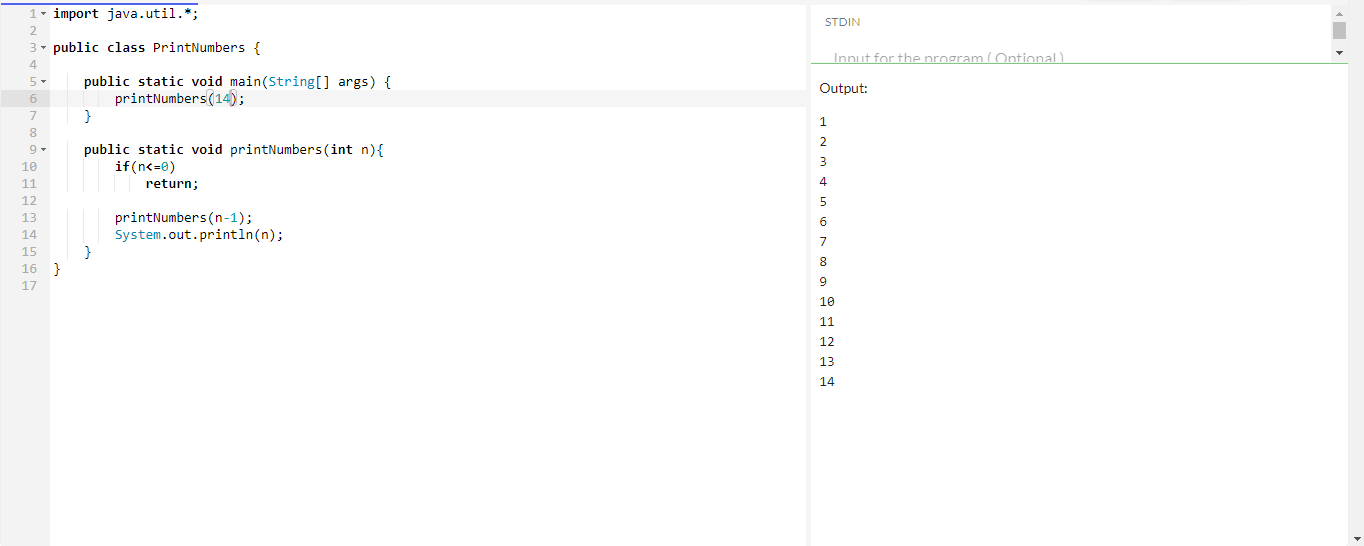 1 import java.util.*;
2
3 public class PrintNumbers {
4
5 public static void main(String[] args) {
6 printNumbers(14);
7 }
8
9 public static void printNumbers(int n){
10 if(n<=0)
11 return;
12
13 printNumbers(n-1);
14 System.out.println(n);
15 }
16 }
17
STDIN
Input for the program ( Optional )
Output:
1
2
3
4
5
6
7
8
9
10
11
12
13
14